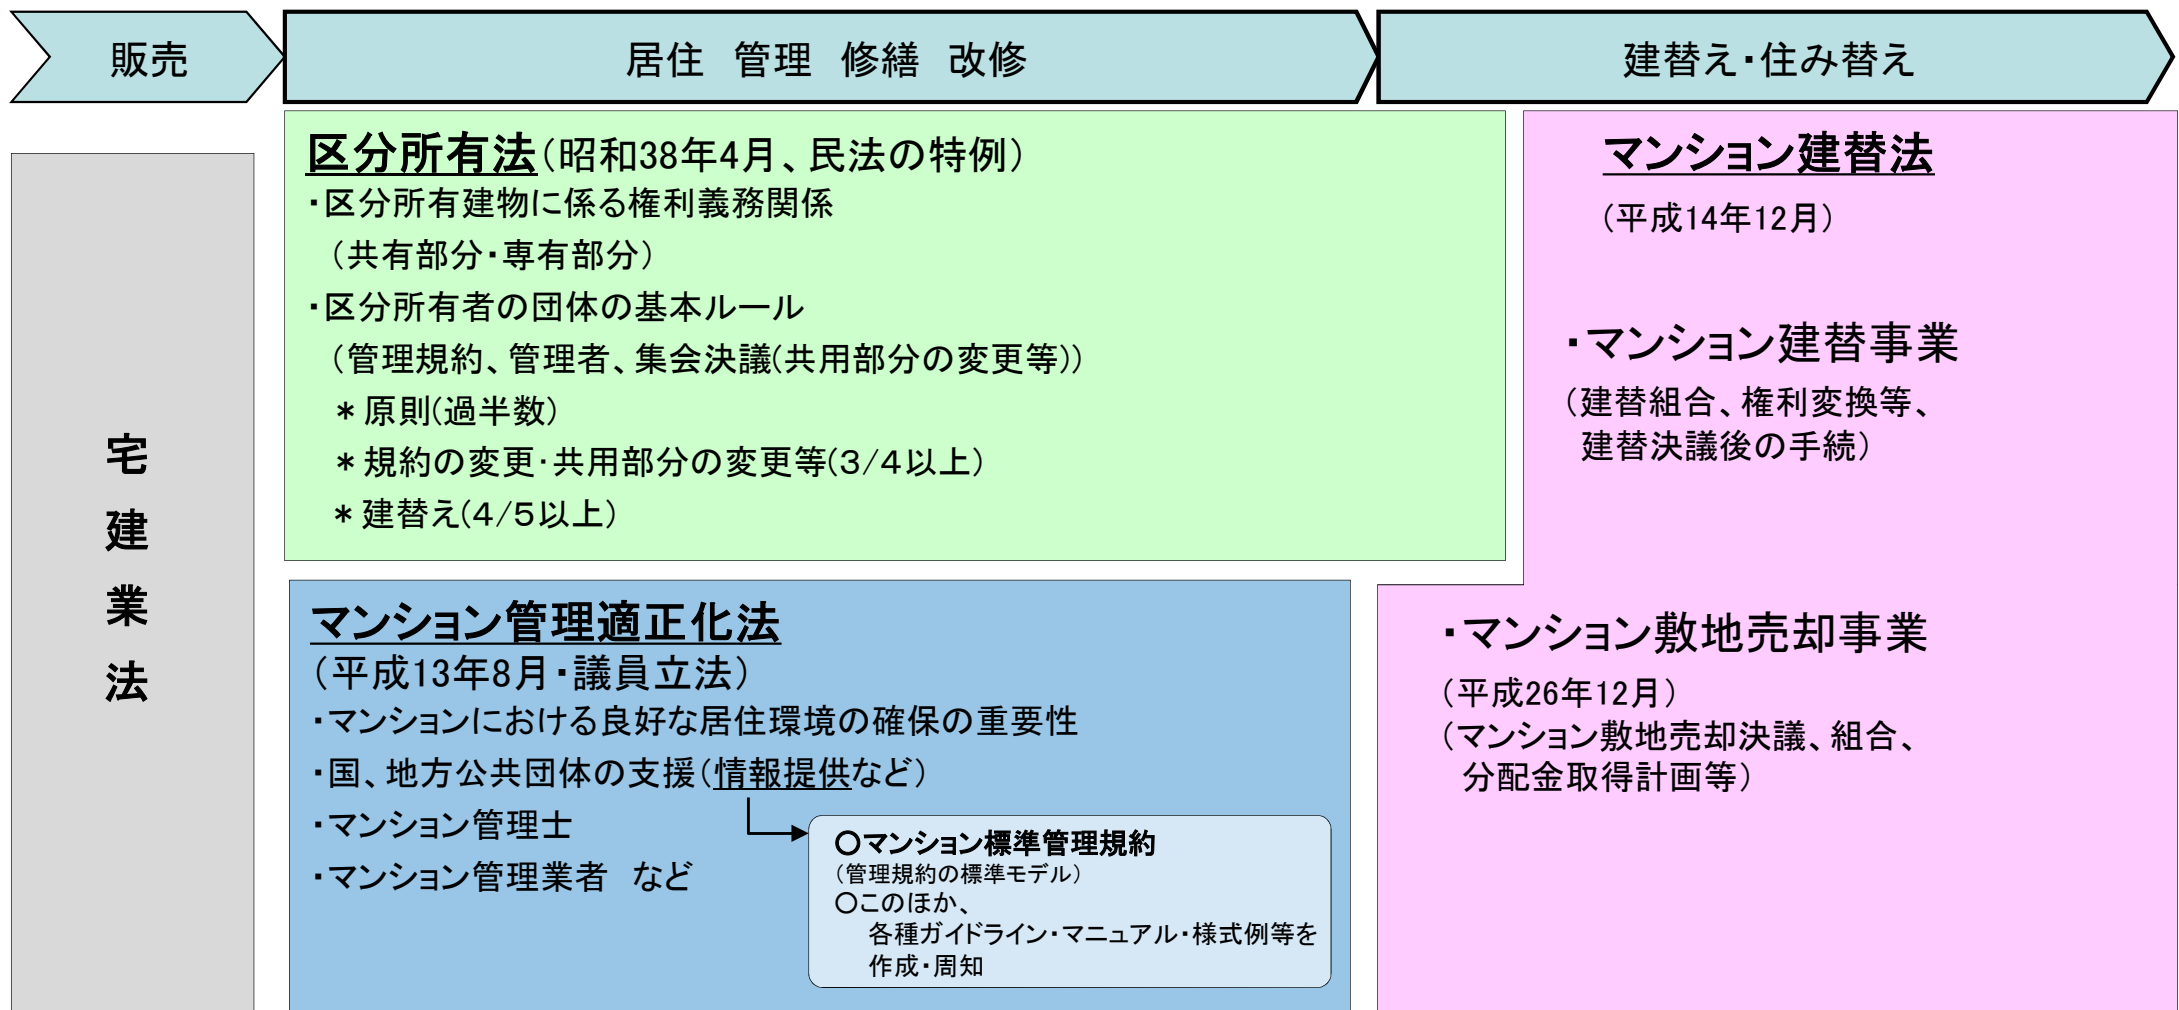 販売
居住　管理　修繕　改修
建替え・住み替え
宅建業法
区分所有法（昭和38年4月、民法の特例）
・区分所有建物に係る権利義務関係
（共有部分・専有部分）
・区分所有者の団体の基本ルール
（管理規約、管理者、集会決議(共用部分の変更等)）
＊原則(過半数)
＊規約の変更・共用部分の変更等(3/4以上)
＊建替え(4/5以上)
マンション管理適正化法
（平成13年8月・議員立法）
・マンションにおける良好な居住環境の確保の重要性
・国、地方公共団体の支援（情報提供など）
・マンション管理士
・マンション管理業者　など
○マンション標準管理規約
（管理規約の標準モデル）
○このほか、
各種ガイドライン・マニュアル・様式例等を
作成・周知
マンション建替法
（平成14年12月）
・マンション建替事業
（建替組合、権利変換等、
建替決議後の手続）
・マンション敷地売却事業
（平成26年12月）
（マンション敷地売却決議、組合、
分配金取得計画等）